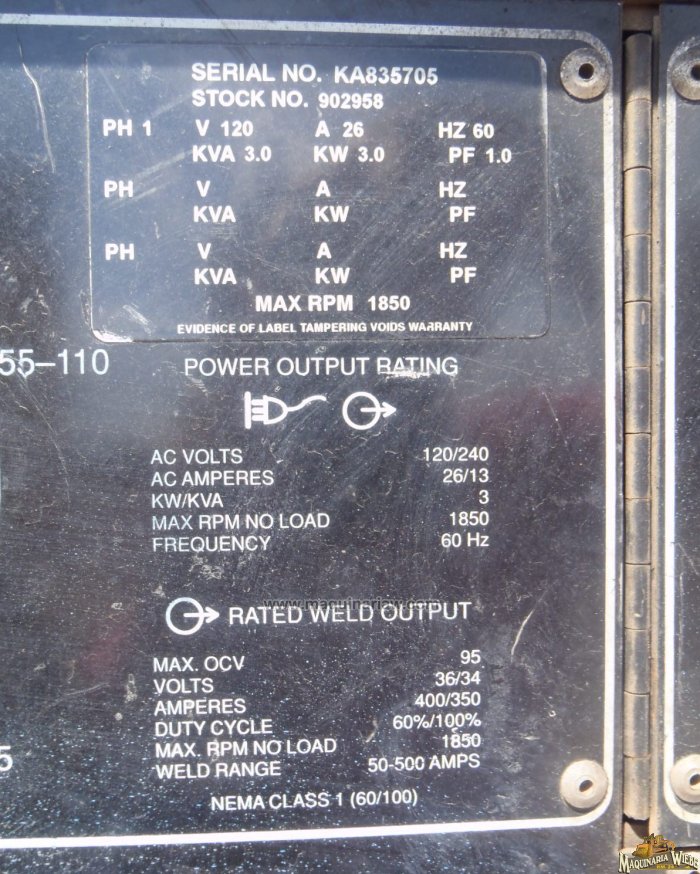 SERIAL NO. KA835705
STOCK NO. 902958
PH 1 V 120 A 26 HZ 60
KVA 3.0 KW 3.0 PF 1.0
PH V A HZ
KVA KW PF
PH V A HZ
KVA KW PF
MAX RPM 1850
EVIDENCE OF LABEL TAMPERING VOIDS WARRANTY
55-110
POWER OUTPUT RATING
AC VOLTS 120/240
AC AMPERES 26/13
KW/KVA 3
MAX RPM NO LOAD 1850
FREQUENCY 60 Hz
RATED WELD OUTPUT
MAX. OCV 95
VOLTS 36/34
AMPERES 400/350
DUTY CYCLE 60%/100%
MAX. RPM NO LOAD 1850
5
WELD RANGE 50-500 AMPS
NEMA CLASS 1 (60/100)
MAQUINARIA WIEBE